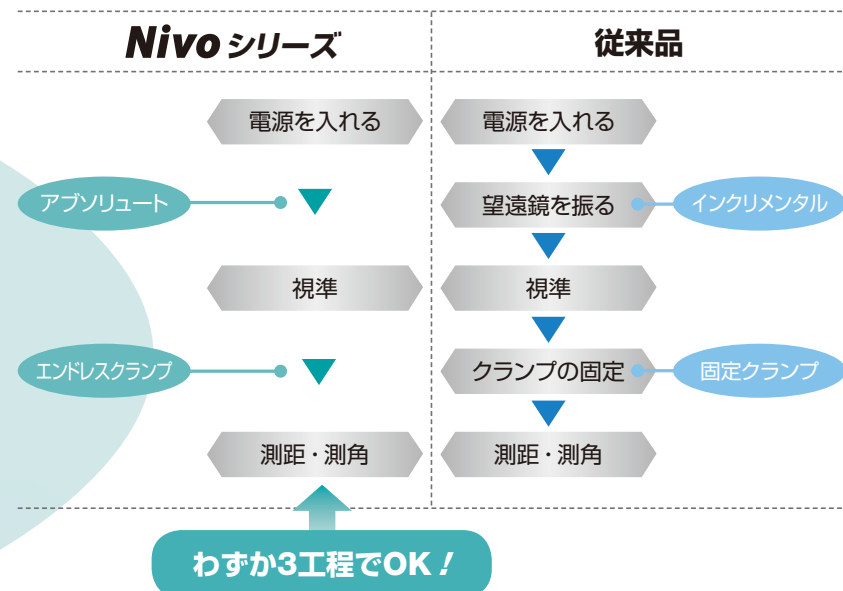 Nivo シリーズ
従来品
電源を入れる
電源を入れる
アブソリュート
望遠鏡を振る
インクリメンタル
視準
視準
エンドレスクランプ
クランプの固定
固定クランプ
測距・測角
測距・測角
わずか3工程でOK！